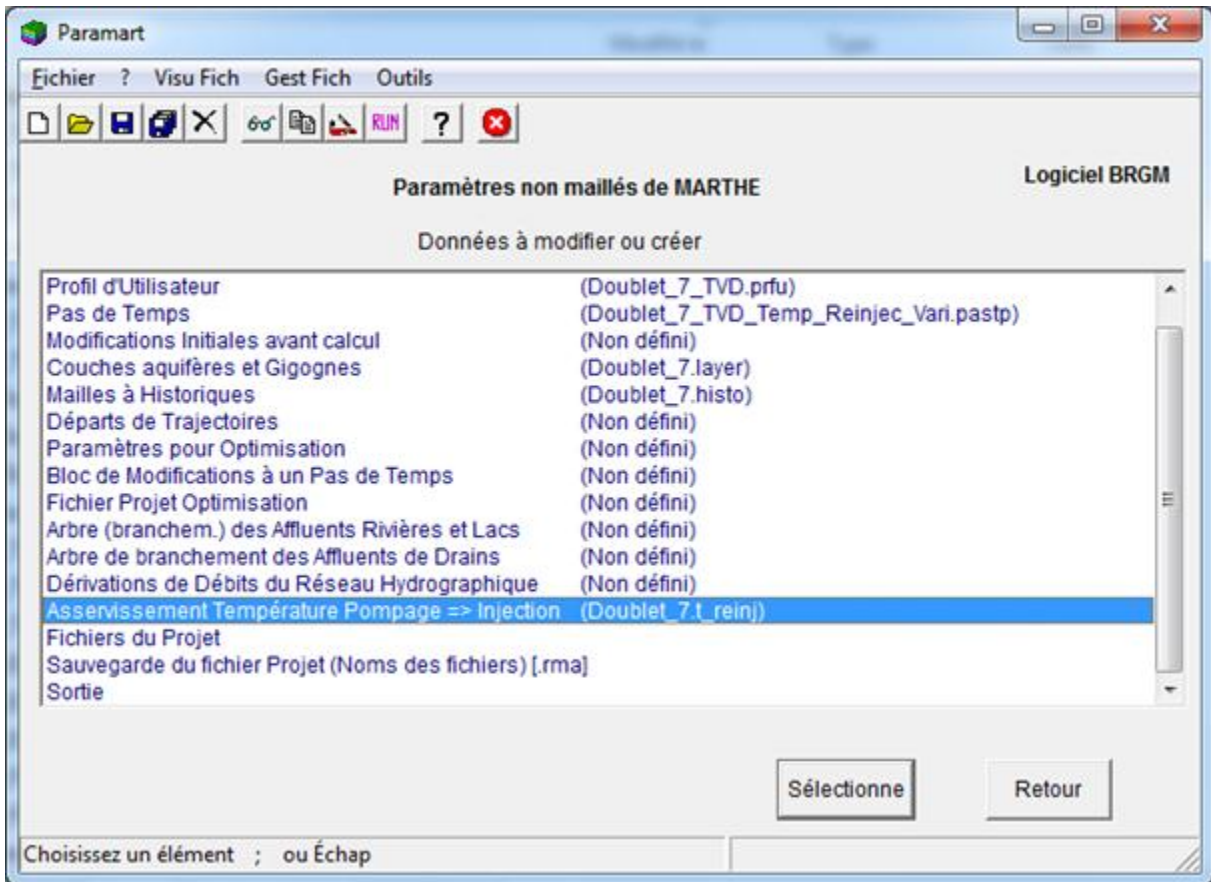 Paramart
Fichier ? Visu Fich Gest Fich Outils
RUN ?
Logiciel BRGM
Paramètres non maillés de MARTHE
Données à modifier ou créer
Profil d'Utilisateur (Doublet_7_TVD.prfu)
Pas de Temps (Doublet_7_TVD_Temp_Reinjec_Vari.pastp)
Modifications Initiales avant calcul (Non défini)
Couches aquifères et Gigognes (Doublet_7.layer)
Mailles à Historiques (Doublet_7.histo)
Départs de Trajectoires (Non défini)
Paramètres pour Optimisation (Non défini)
Bloc de Modifications à un Pas de Temps (Non défini)
Fichier Projet Optimisation (Non défini)
Arbre (branchem.) des Affluents Rivières et Lacs (Non défini)
Arbre de branchement des Affluents de Drains (Non défini)
Dérivations de Débits du Réseau Hydrographique (Non défini)
Asservissement Température Pompage => Injection (Doublet_7.t_reinj)
Fichiers du Projet
Sauvegarde du fichier Projet (Noms des fichiers) [.rma]
Sortie
Sélectionne Retour
Choisissez un élément ; ou Échap